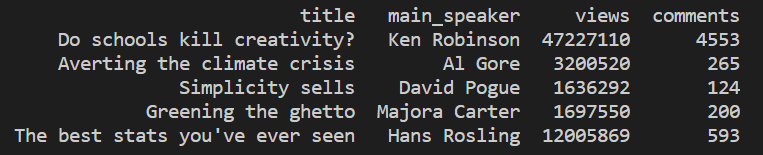 title main_speaker views comments
Do schools kill creativity? Ken Robinson 47227110 4553
Averting the climate crisis Al Gore 3200520 265
Simplicity sells David Pogue 1636292 124
Greening the ghetto Majora Carter 1697550 200
The best stats you've ever seen Hans Rosling 12005869 593